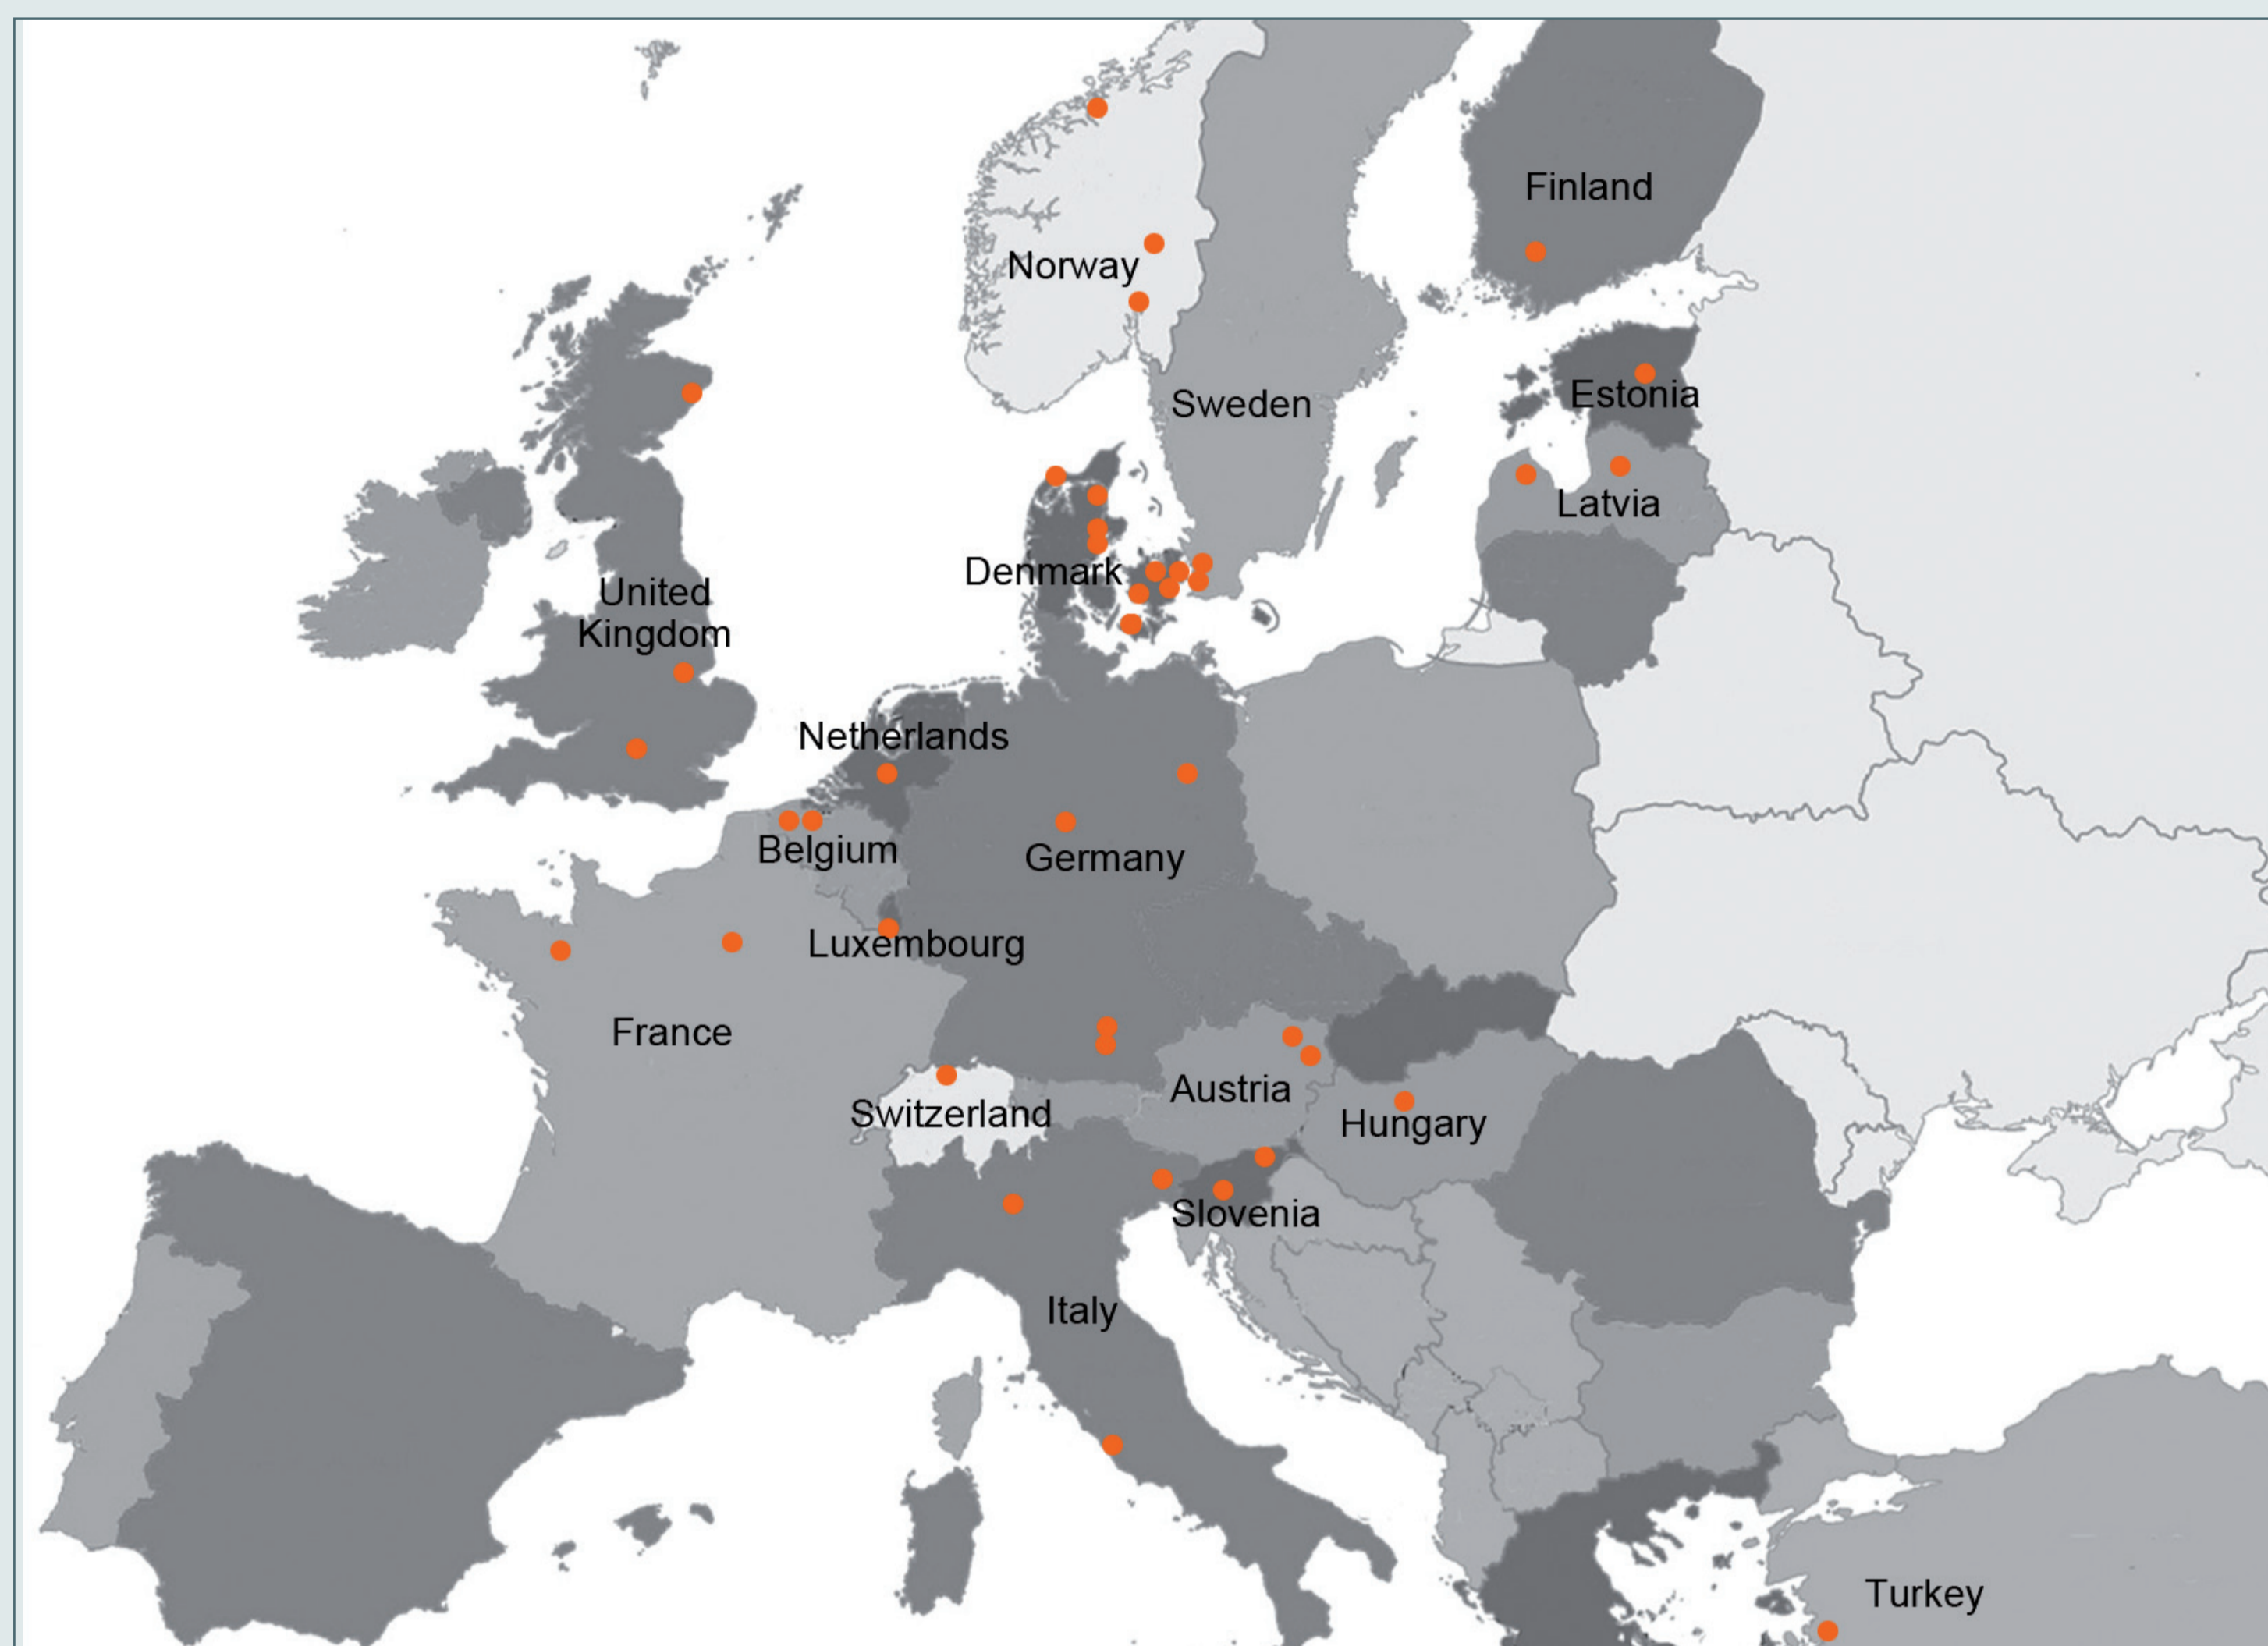 Finland
Norway
Estonia
Sweden
Latvia
Denmark
United
Kingdom
Netherlands
Belgium
Germany
Luxembourg
France
Austria
Switzerland
Hungary
Slovenia
Italy
Turkey